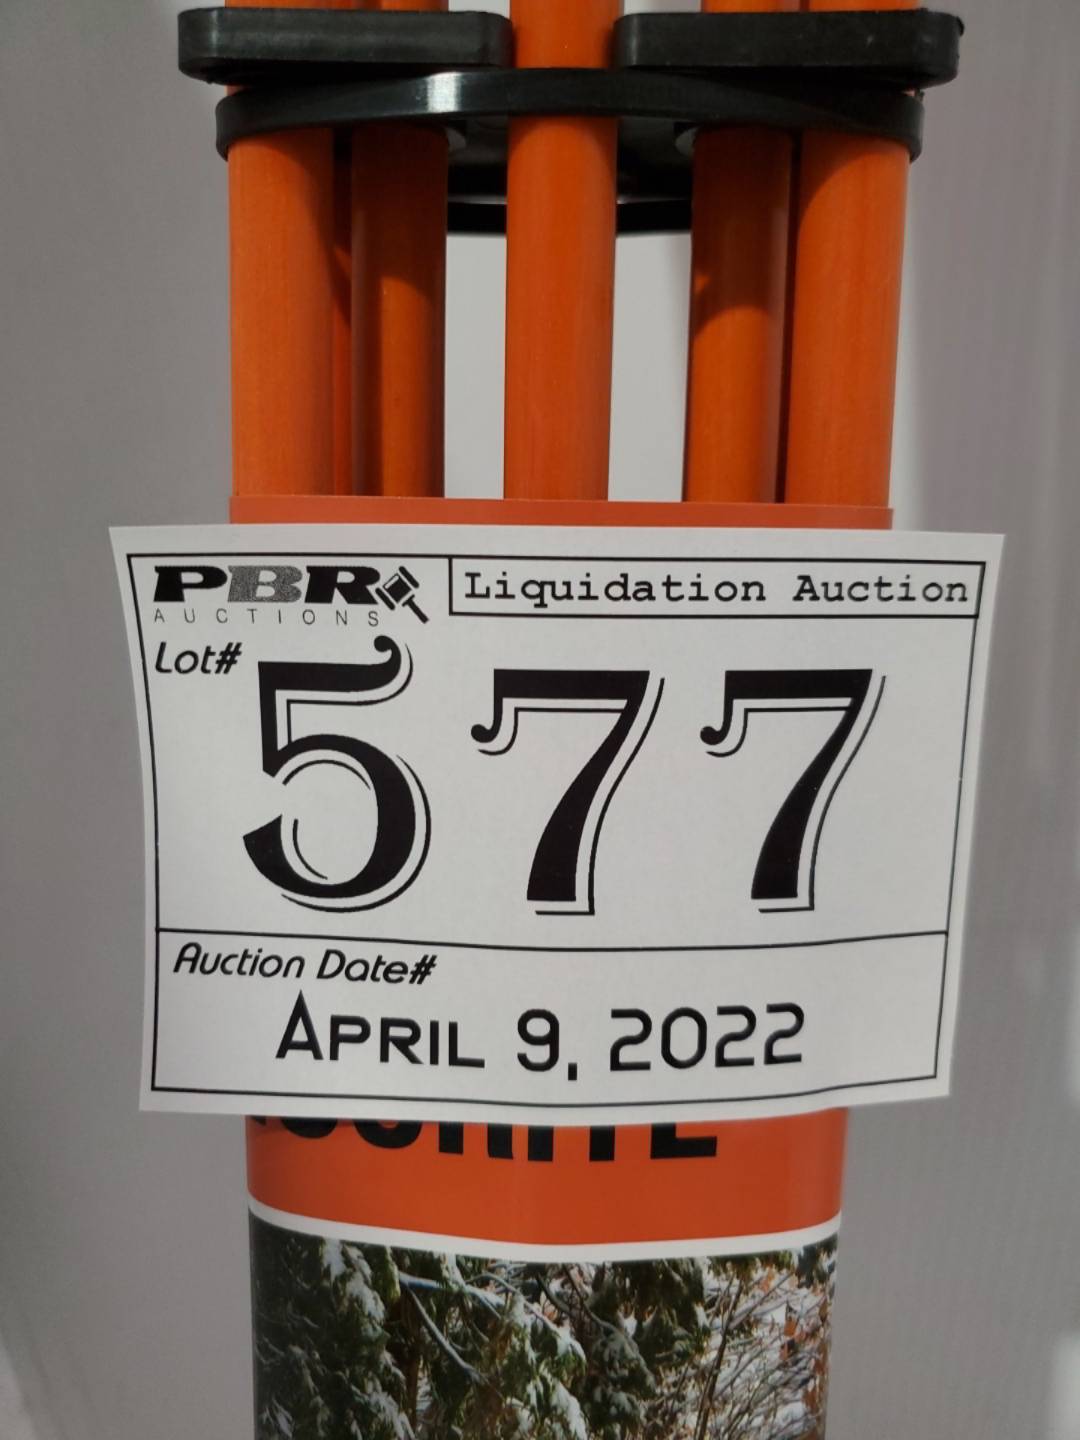 PBR
AUCTIONS
Liquidation Auction
Lot#
577
Auction Date#
April 9, 2022